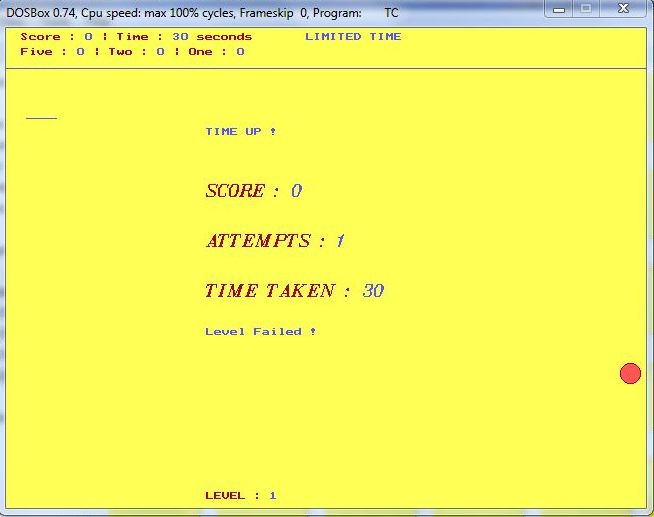 DOSBox 0.74, Cpu speed: max 100% cycles, Frameskip 0, Program: TC
Score : 0 ¦ Time : 30 seconds LIMITED TIME
Five : 0 ¦ Two : 0 ¦ One : 0
TIME UP !
SCORE : 0
ATTEMPTS : 1
TIME TAKEN : 30
Level Failed !
LEVEL : 1